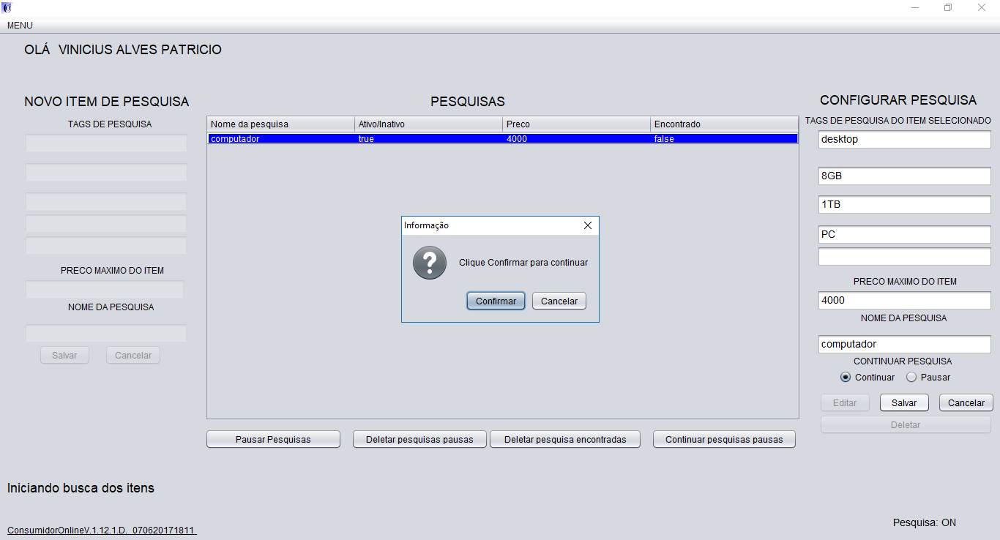 MENU
OLÁ VINICIUS ALVES PATRICIO
NOVO ITEM DE PESQUISA
TAGS DE PESQUISA
PRECO MAXIMO DO ITEM
NOME DA PESQUISA
Salvar Cancelar
PESQUISAS
Nome da pesquisa Ativo/Inativo Preco Encontrado
computador true 4000 false
Informação
Clique Confirmar para continuar
Confirmar Cancelar
Pausar Pesquisas Deletar pesquisas pausas Deletar pesquisa encontradas Continuar pesquisas pausas
CONFIGURAR PESQUISA
TAGS DE PESQUISA DO ITEM SELECIONADO
desktop
8GB
1TB
PC
PRECO MAXIMO DO ITEM
4000
NOME DA PESQUISA
computador
CONTINUAR PESQUISA
Continuar Pausar
Editar Salvar Cancelar
Deletar
Iniciando busca dos itens
ConsumidorOnlineV.1.12.1.D. 070620171811
Pesquisa: ON